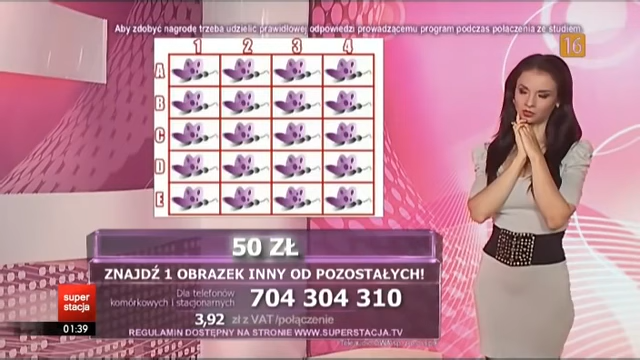 Aby zdobyć nagrodę trzeba udzielić prawidłowej odpowiedzi prowadzącemu program podczas połączenia ze studiem
16
1 2 3 4
A
B
C
D
E
50 ZŁ
ZNAJDŹ 1 OBRAZEK INNY OD POZOSTAŁYCH!
Dla telefonów
komórkowych i stacjonarnych
704 304 310
3,92 zł z VAT/połączenie
REGULAMIN DOSTĘPNY NA STRONIE WWW.SUPERSTACJA.TV
super
stacja
01:39